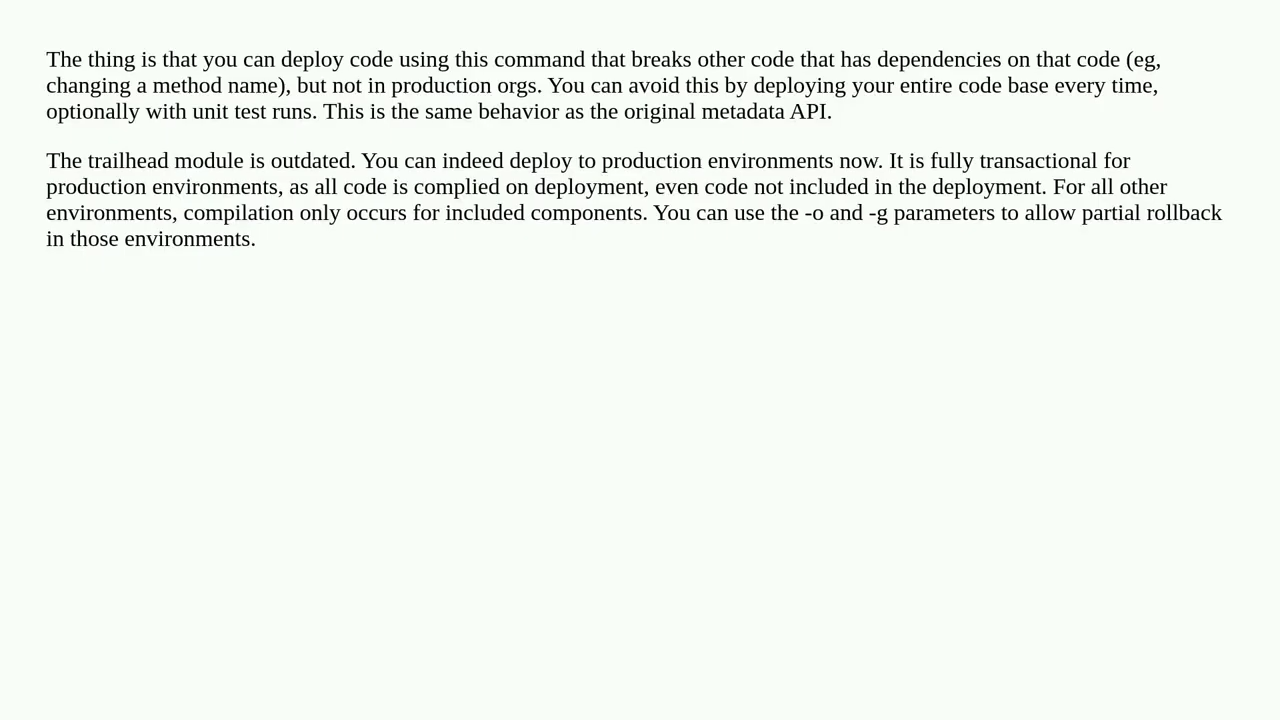 The thing is that you can deploy code using this command that breaks other code that has dependencies on that code (eg,
changing a method name), but not in production orgs. You can avoid this by deploying your entire code base every time,
optionally with unit test runs. This is the same behavior as the original metadata API.
The trailhead module is outdated. You can indeed deploy to production environments now. It is fully transactional for
production environments, as all code is complied on deployment, even code not included in the deployment. For all other
environments, compilation only occurs for included components. You can use the -o and -g parameters to allow partial rollback
in those environments.